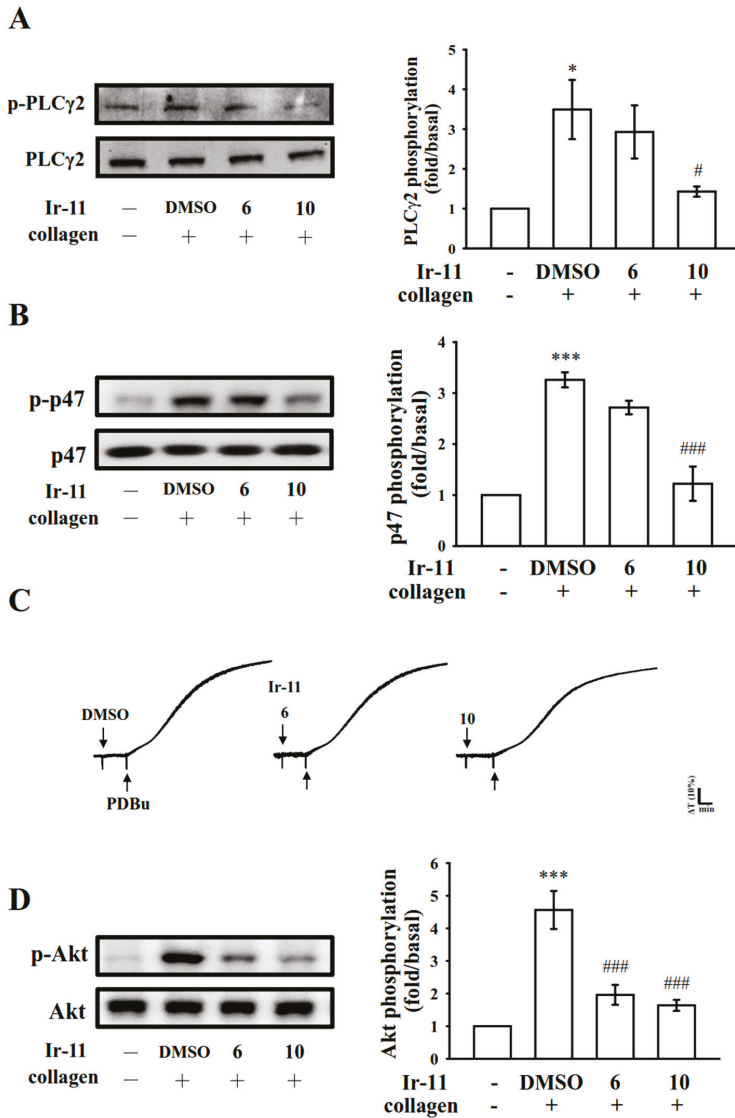 A
p-PLCγ2
PLCγ2
Ir-11 — DMSO 6 10
collagen — + + +
PLCγ2 phosphorylation
(fold/basal)
5
4
3
2
1
0
*
#
Ir-11 - DMSO 6 10
collagen - + + +
B
p-p47
p47
Ir-11 — DMSO 6 10
collagen — + + +
p47 phosphorylation
(fold/basal)
4
3
2
1
0
***
###
Ir-11 - DMSO 6 10
collagen - + + +
C
DMSO
PDBu
Ir-11
6
10
ΔT (10%)
min
D
p-Akt
Akt
Ir-11 — DMSO 6 10
collagen — + + +
Akt phosphorylation
(fold/basal)
6
5
4
3
2
1
0
***
###
###
Ir-11 - DMSO 6 10
collagen - + + +